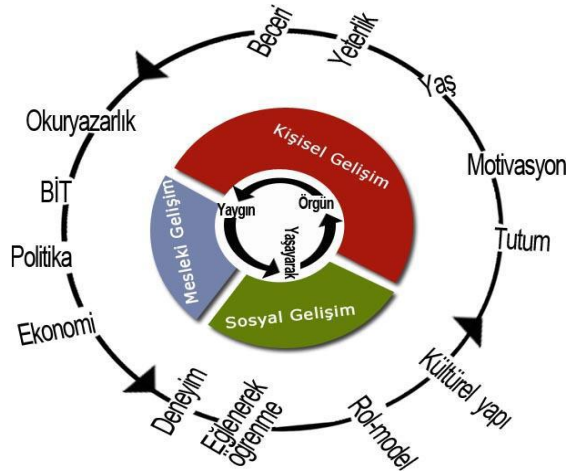 Beceri
Yeterlik
Yaş
Okuryazarlık
Kişisel Gelişim
Motivasyon
BİT
Mesleki Gelişim
Yaygın
Örgün
Yaşayarak
Tutum
Politika
Sosyal Gelişim
Ekonomi
Kültürel yapı
Deneyim
Eğlenerek
öğrenme
Rol-model